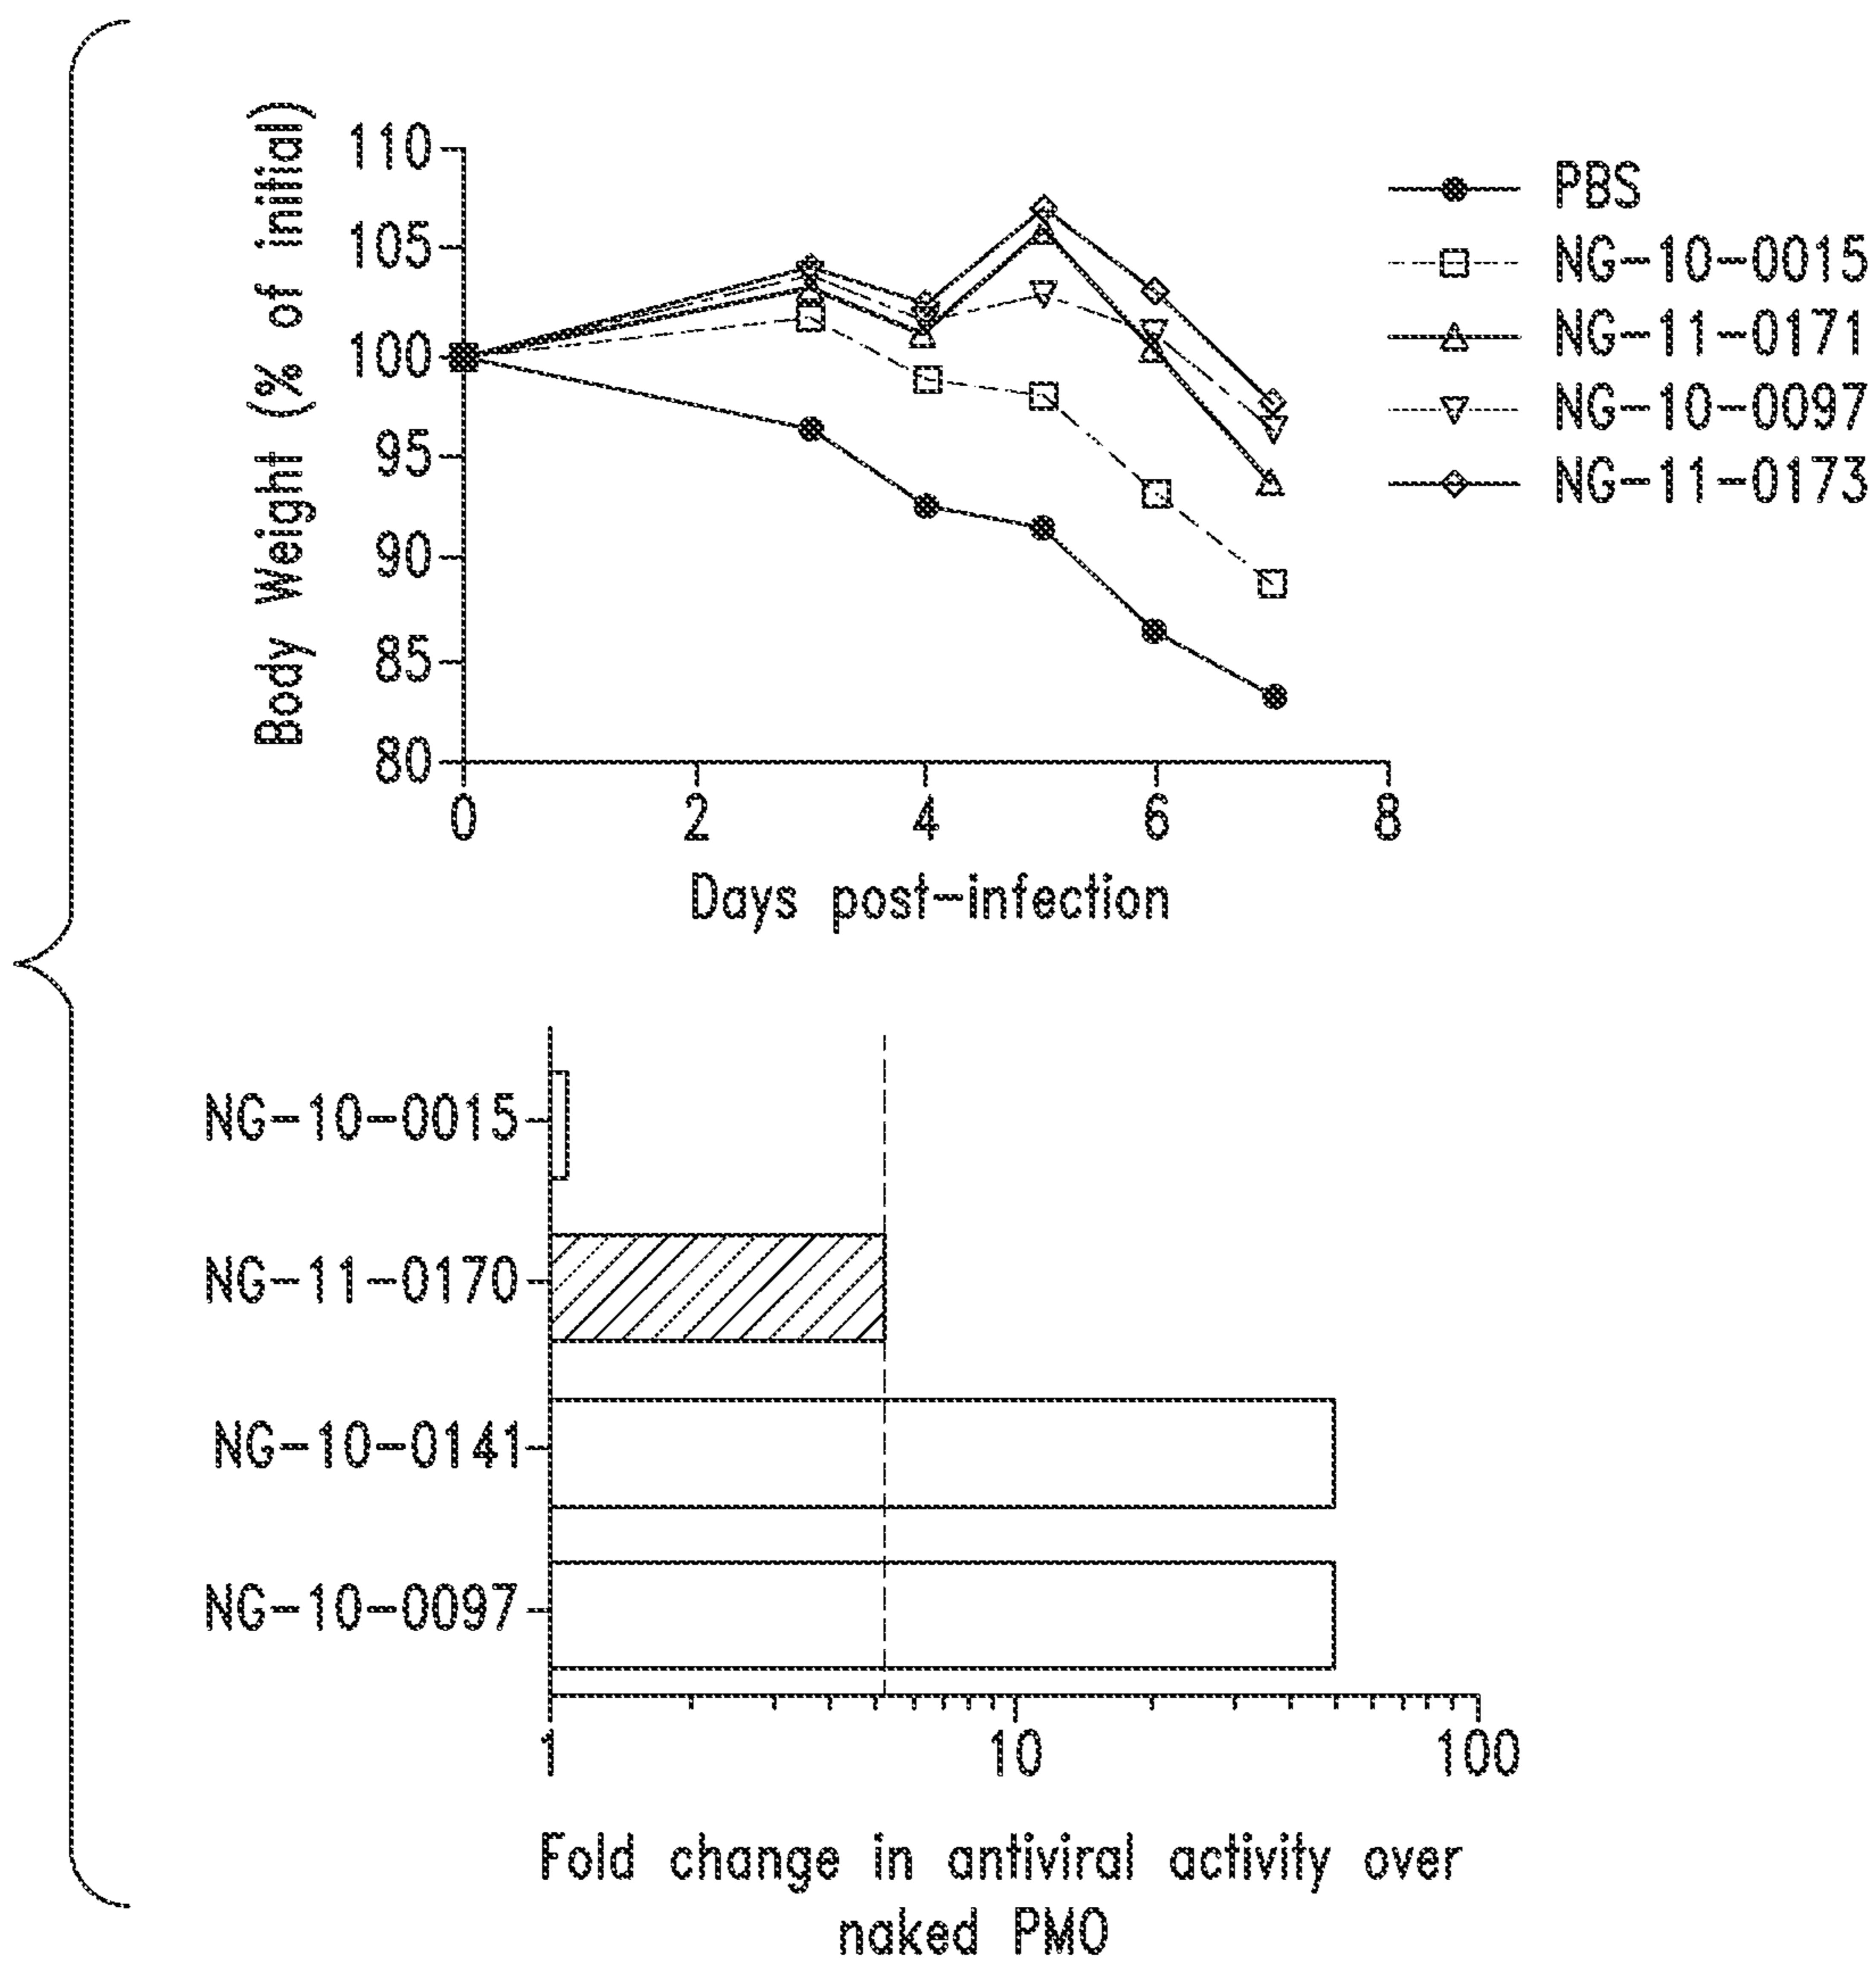 Body Weight (% of initial)
110
105
100
95
90
85
80
0 2 4 6 8
Days post-infection
PBS
NG-10-0015
NG-11-0171
NG-10-0097
NG-11-0173
NG-10-0015
NG-11-0170
NG-10-0141
NG-10-0097
1 10 100
Fold change in antiviral activity over
naked PMO